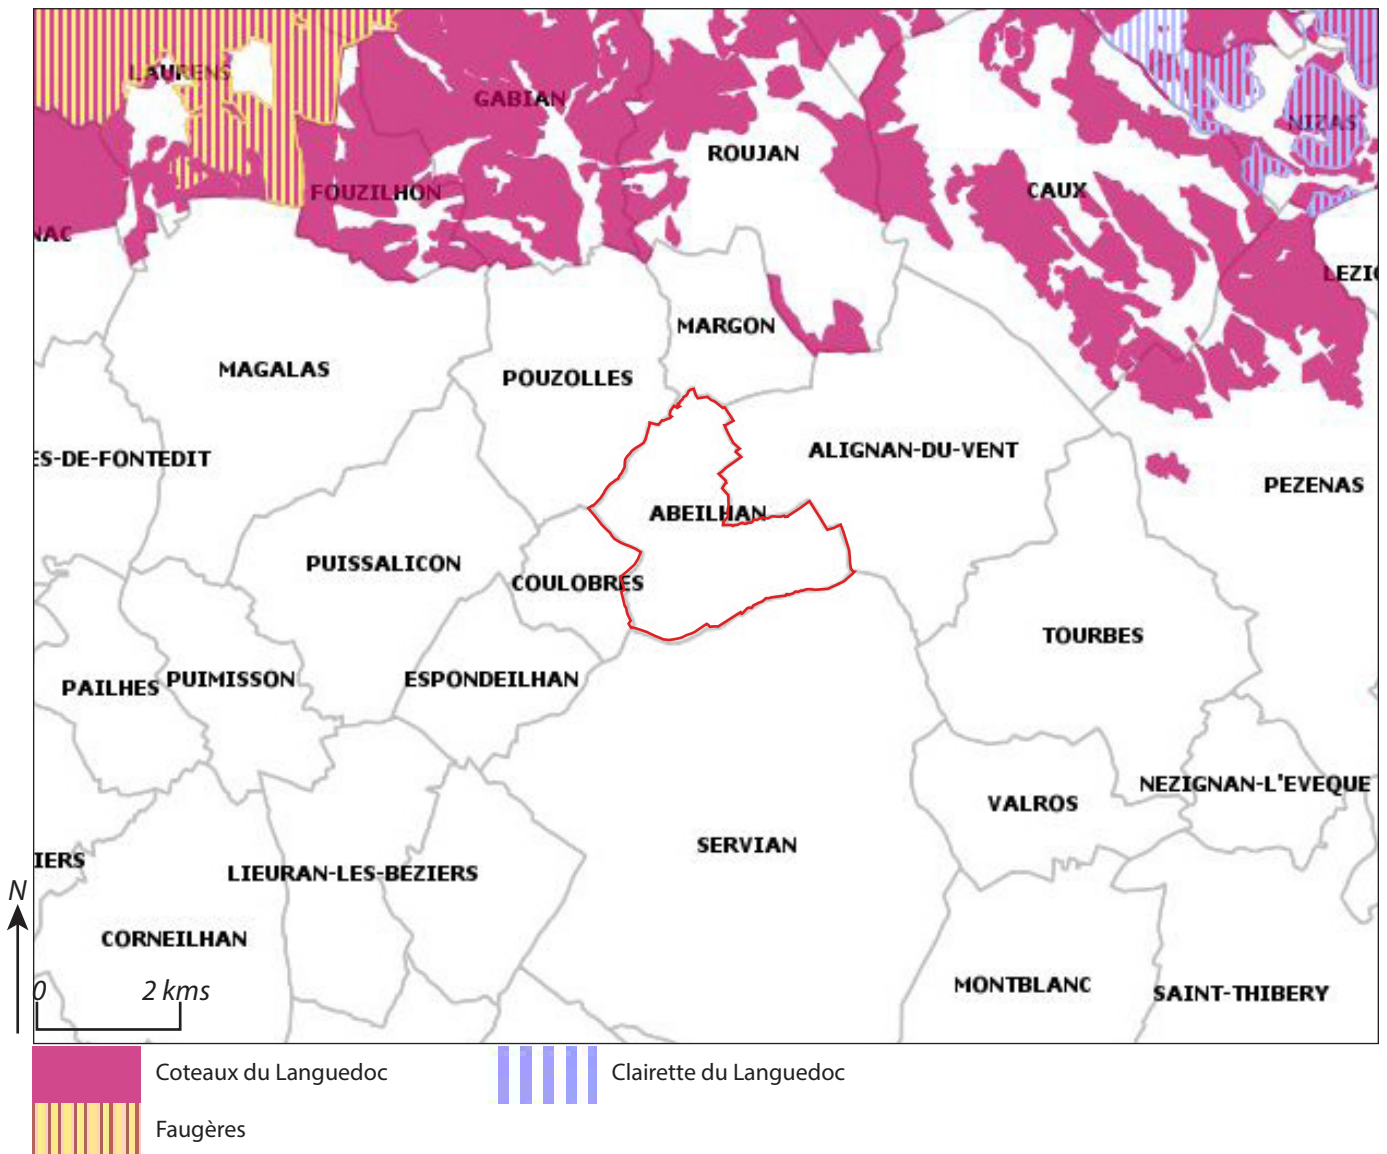 LAURENS
GABIAN
NIZAS
ROUJAN
FOUZILHON
CAUX
NAC
LEZI
MARGON
MAGALAS
POUZOLLES
ES-DE-FONTEDIT
ALIGNAN-DU-VENT
PEZENAS
ABEILHAN
PUISSALICON
COULOBRES
TOURBES
PAILHES
PUIMISSON
ESPONDEILHAN
NEZIGNAN-L'EVEQUE
VALROS
SERVIAN
IERS
LIEURAN-LES-BEZIERS
N
CORNEILHAN
MONTBLANC
SAINT-THIBERY
0 2 kms
Coteaux du Languedoc
Clairette du Languedoc
Faugères